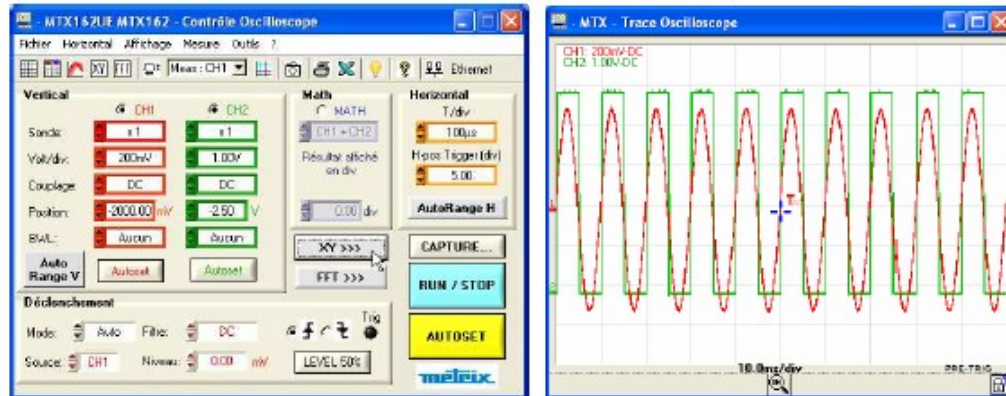 - MTX162UE MTX162 - Contrôle Oscilloscope
Fichier Horizontal Affichage Mesure Outils ?
XY Meas: CH1 Ethernet
Vertical
CH1 CH2
Sonde: x1 x1
Volt/div: 200mV 1.00V
Couplage: DC DC
Position: -2000.00 mV -2.50 V
BWL: Aucun Aucun
Auto Range V Autoset Autoset
Math
MATH
CH1 + CH2
Résultat affiché
en div
0.00 div
XY >>>
FFT >>>
Horizontal
T/div
100µs
H-pos Trigger (div)
5.00
AutoRange H
CAPTURE...
RUN / STOP
AUTOSET
metrix
Déclenchement
Mode: Auto Filtre: DC Trig
Source: CH1 Niveau: 0.00 mV LEVEL 50%
- MTX - Trace Oscilloscope
CH1: 200mV-DC
CH2: 1.00V-DC
10.0ms/div PRE-TRIG